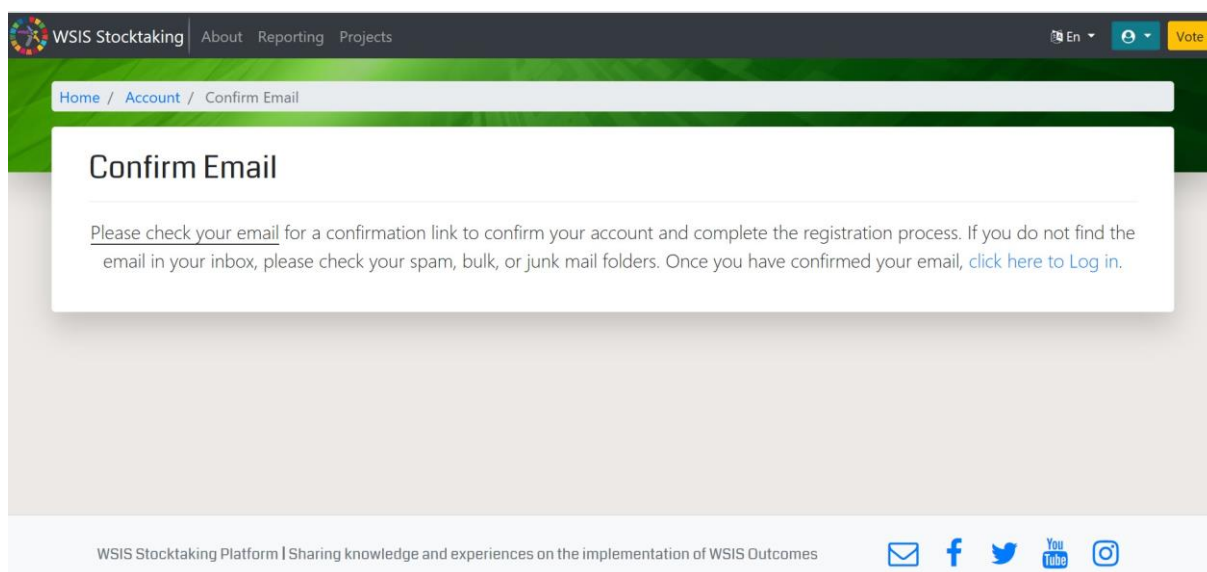 WSIS Stocktaking About Reporting Projects En Vote
Home / Account / Confirm Email
Confirm Email
Please check your email for a confirmation link to confirm your account and complete the registration process. If you do not find the
email in your inbox, please check your spam, bulk, or junk mail folders. Once you have confirmed your email, click here to Log in.
WSIS Stocktaking Platform | Sharing knowledge and experiences on the implementation of WSIS Outcomes
You
Tube